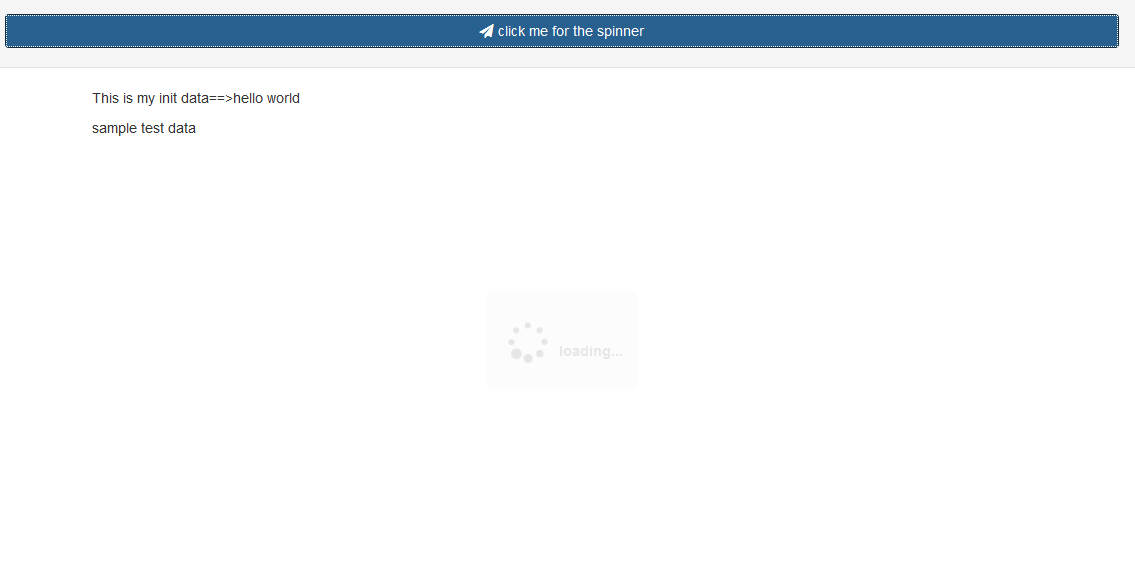 click me for the spinner
This is my init data==>hello world
sample test data
loading...